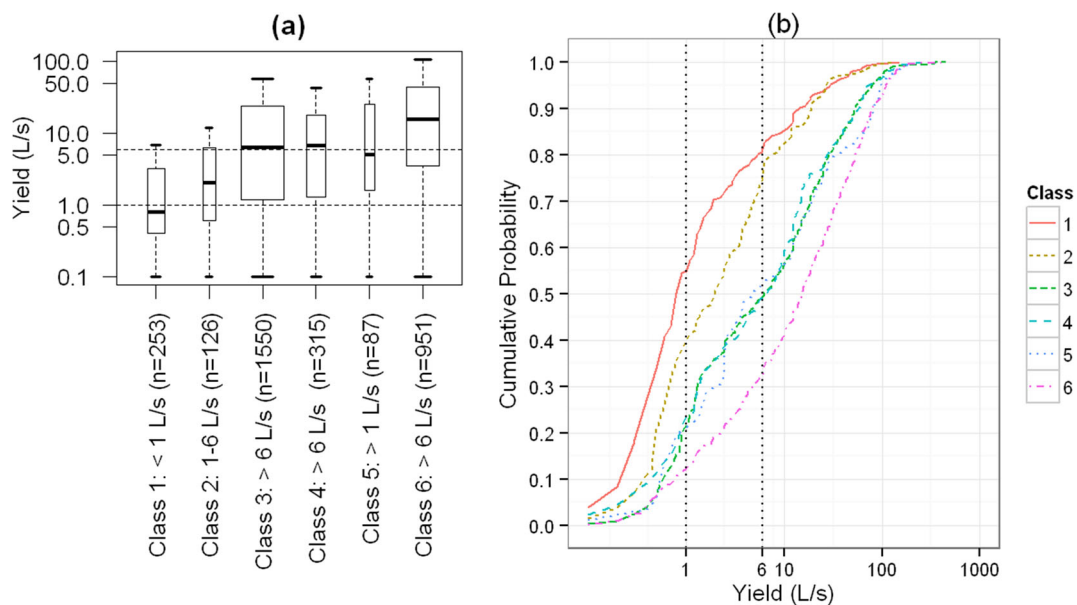 (a)
Yield (L/s)
100.0
50.0
10.0
5.0
1.0
0.5
0.1
Class 1: < 1 L/s (n=253)
Class 2: 1-6 L/s (n=126)
Class 3: > 6 L/s (n=1550)
Class 4: > 6 L/s (n=315)
Class 5: > 1 L/s (n=87)
Class 6: > 6 L/s (n=951)
(b)
Cumulative Probability
1.0
0.9
0.8
0.7
0.6
0.5
0.4
0.3
0.2
0.1
0.0
1 6 10 100 1000
Yield (L/s)
Class
1
2
3
4
5
6